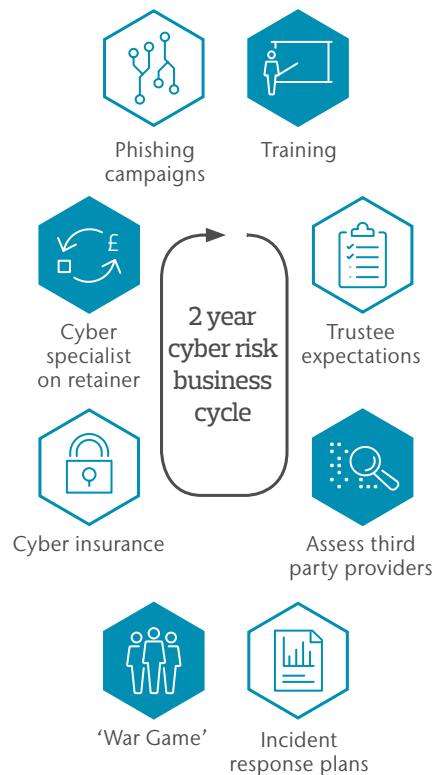 Phishing
campaigns
Training
£
Cyber
specialist
on retainer
2 year
cyber risk
business
cycle
Trustee
expectations
Cyber insurance
Assess third
party providers
‘War Game’
Incident
response plans